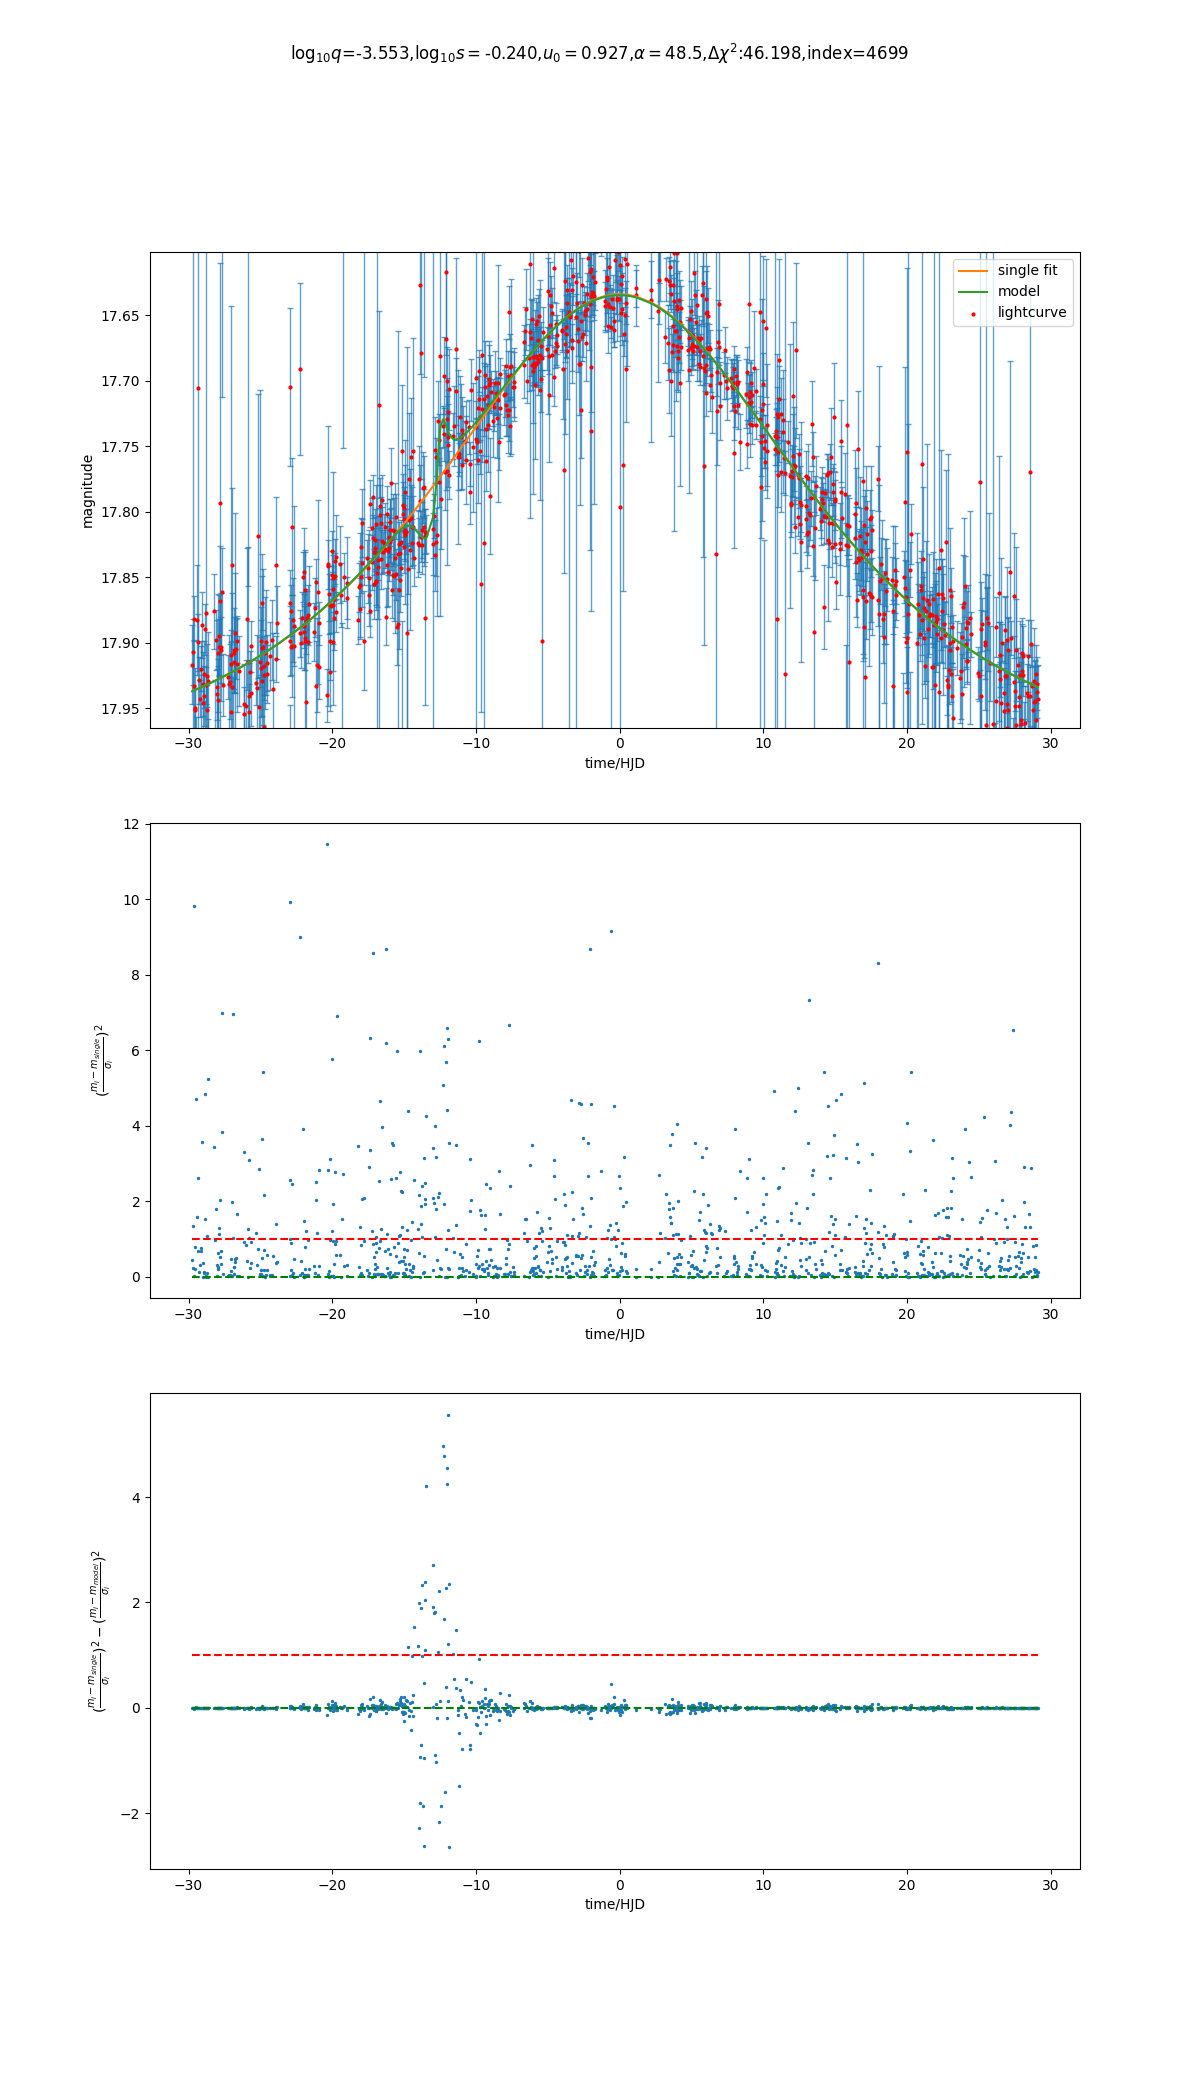 log₁₀q=-3.553,log₁₀s = -0.240,u₀ = 0.927,α = 48.5,Δχ²:46.198,index=4699
single fit
model
lightcurve
17.65
17.70
17.75
17.80
17.85
17.90
17.95
magnitude
−30 −20 −10 0 10 20 30
time/HJD
12
10
8
6
4
2
0
((mᵢ − m_single)/σᵢ)²
−30 −20 −10 0 10 20 30
time/HJD
4
2
0
−2
((mᵢ − m_single)/σᵢ)² − ((mᵢ − m_model)/σᵢ)²
−30 −20 −10 0 10 20 30
time/HJD